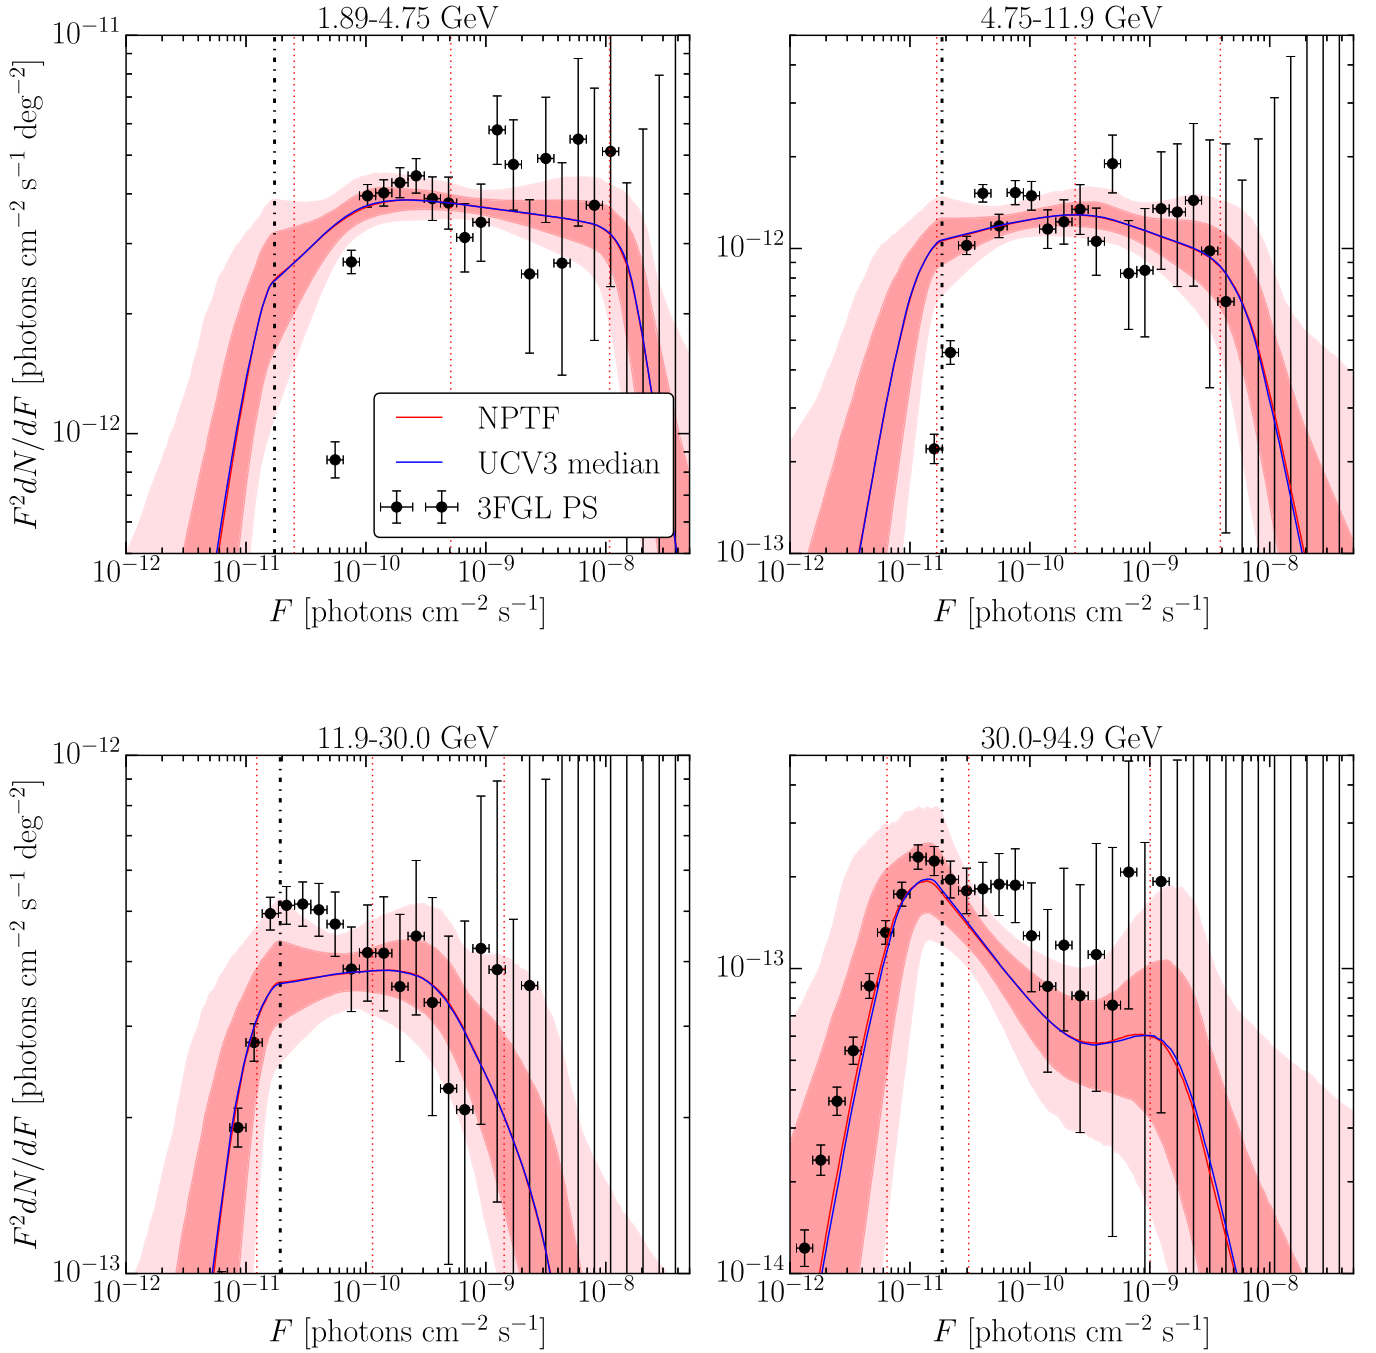 1.89-4.75 GeV
4.75-11.9 GeV
10⁻¹¹
10⁻¹²
F²dN/dF [photons cm⁻² s⁻¹ deg⁻²]
NPTF
UCV3 median
3FGL PS
10⁻¹²
10⁻¹³
10⁻¹² 10⁻¹¹ 10⁻¹⁰ 10⁻⁹ 10⁻⁸
10⁻¹² 10⁻¹¹ 10⁻¹⁰ 10⁻⁹ 10⁻⁸
F [photons cm⁻² s⁻¹]
F [photons cm⁻² s⁻¹]
11.9-30.0 GeV
30.0-94.9 GeV
10⁻¹²
10⁻¹³
F²dN/dF [photons cm⁻² s⁻¹ deg⁻²]
10⁻¹³
10⁻¹⁴
10⁻¹² 10⁻¹¹ 10⁻¹⁰ 10⁻⁹ 10⁻⁸
10⁻¹² 10⁻¹¹ 10⁻¹⁰ 10⁻⁹ 10⁻⁸
F [photons cm⁻² s⁻¹]
F [photons cm⁻² s⁻¹]